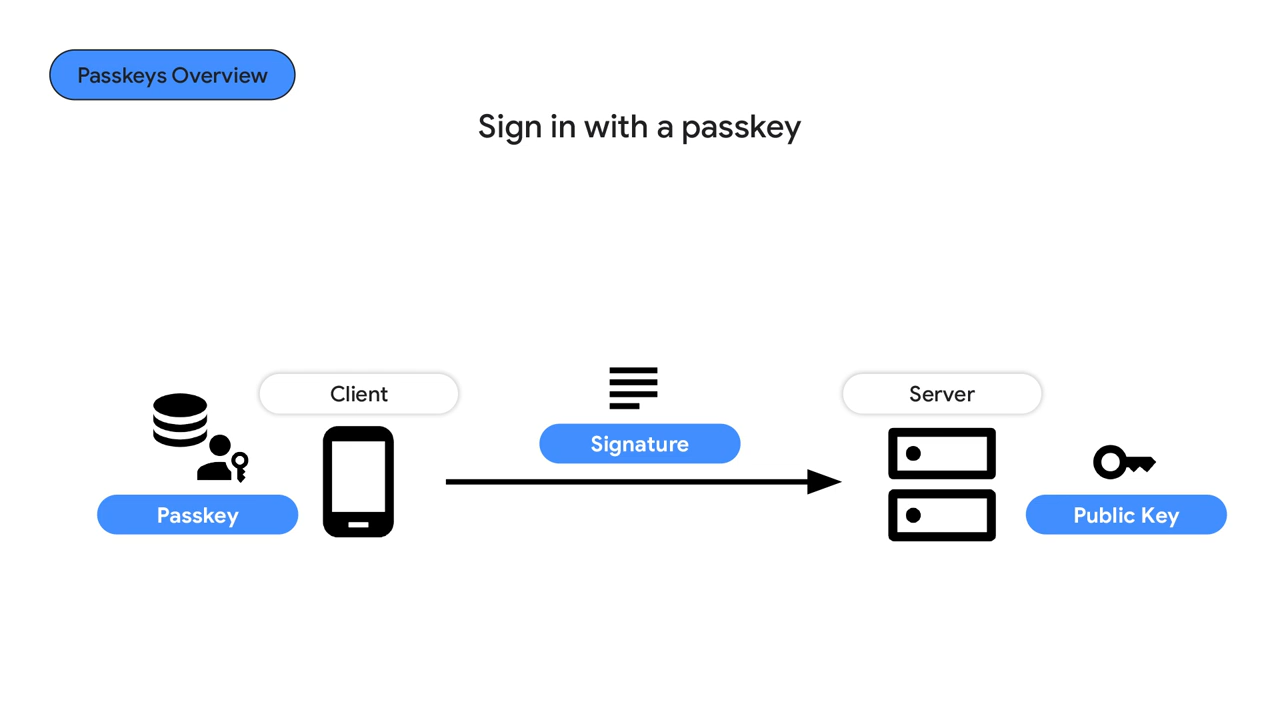 Passkeys Overview
Sign in with a passkey
Client
Server
Signature
Passkey
Public Key